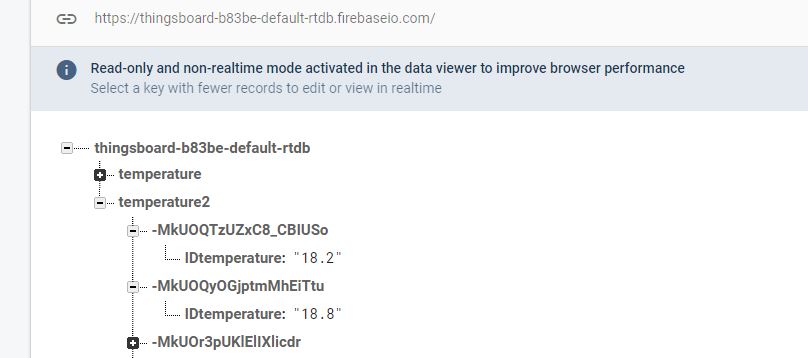 https://thingsboard-b83be-default-rtdb.firebaseio.com/
Read-only and non-realtime mode activated in the data viewer to improve browser performance
Select a key with fewer records to edit or view in realtime
thingsboard-b83be-default-rtdb
temperature
temperature2
-MkUOQTzUZxC8_CBIUSo
IDtemperature: "18.2"
-MkUOQyOGjptmMhEiTtu
IDtemperature: "18.8"
-MkUOr3pUKlElIXlicdr